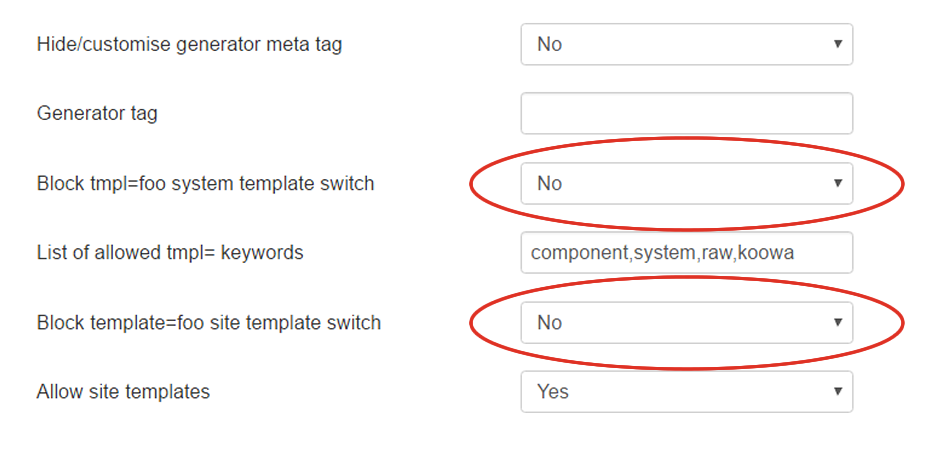 Hide/customise generator meta tag No
Generator tag
Block tmpl=foo system template switch No
List of allowed tmpl= keywords component,system,raw,koowa
Block template=foo site template switch No
Allow site templates Yes